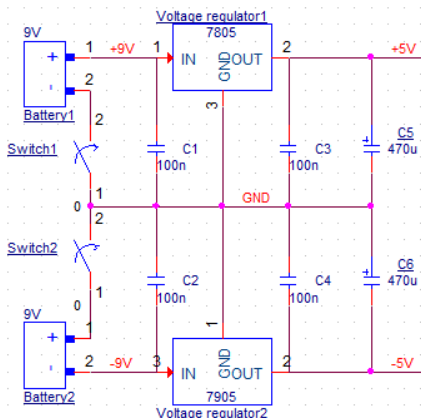 Voltage regulator1
9V
7805
1
+9V
1
2
+5V
+
IN
GND
OUT
2
-
Battery1
2
3
C1
C3
C5
Switch1
100n
100n
470u
1
0
GND
2
Switch2
C2
C4
C6
100n
100n
470u
0
9V
1
1
+
GND
2
-9V
3
IN
OUT
2
-5V
-
7905
Battery2
Voltage regulator2